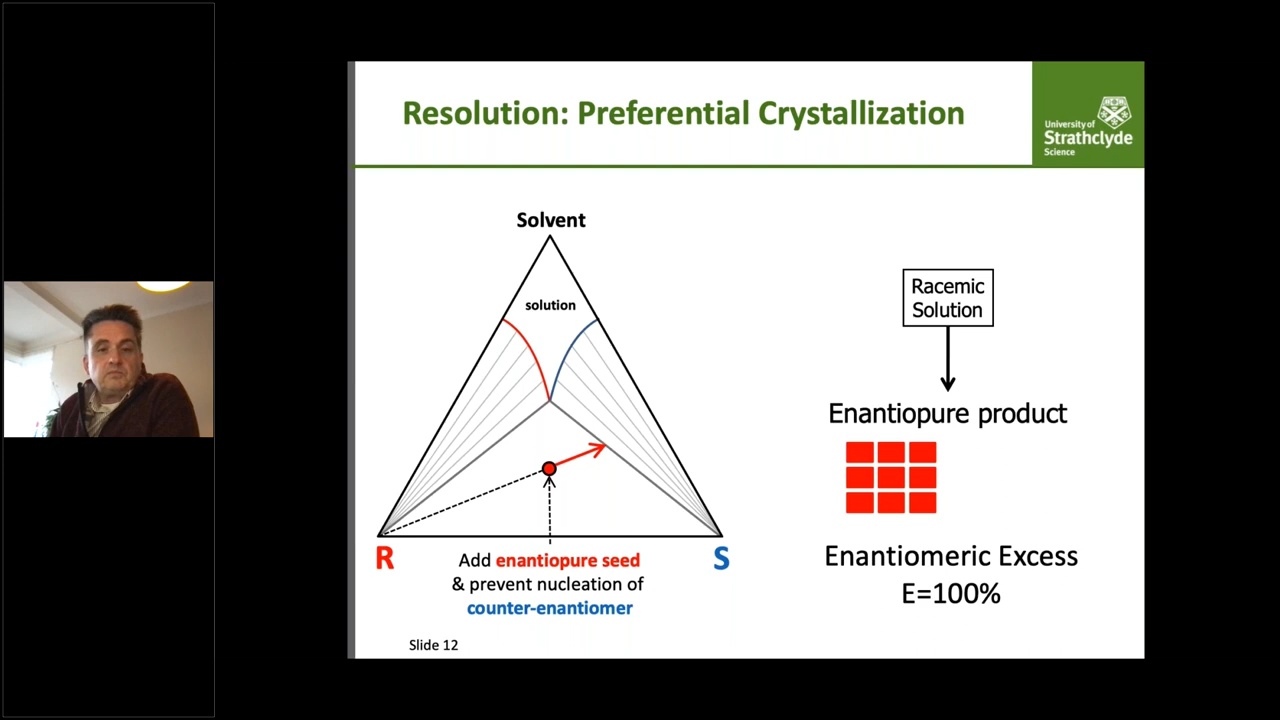 Resolution: Preferential Crystallization
University of
Strathclyde
Science
Solvent
solution
R
S
Add enantiopure seed
& prevent nucleation of
counter-enantiomer
Racemic
Solution
Enantiopure product
Enantiomeric Excess
E=100%
Slide 12